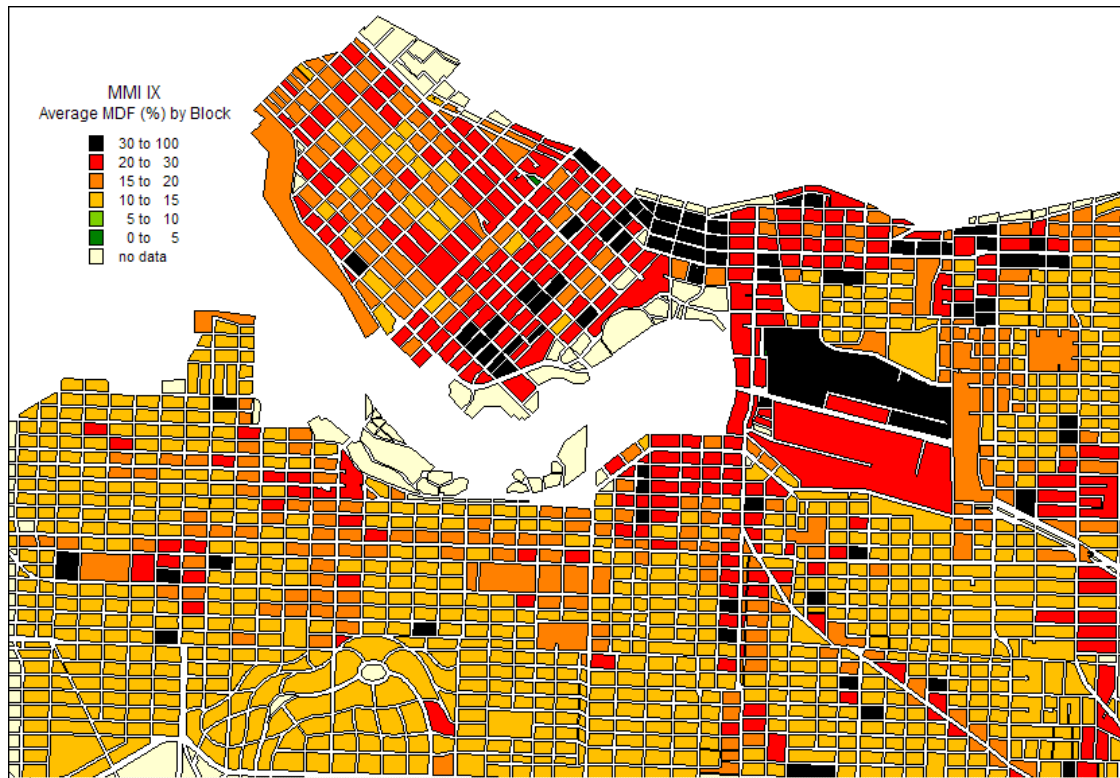 MMI IX
Average MDF (%) by Block
30 to 100
20 to 30
15 to 20
10 to 15
5 to 10
0 to 5
no data